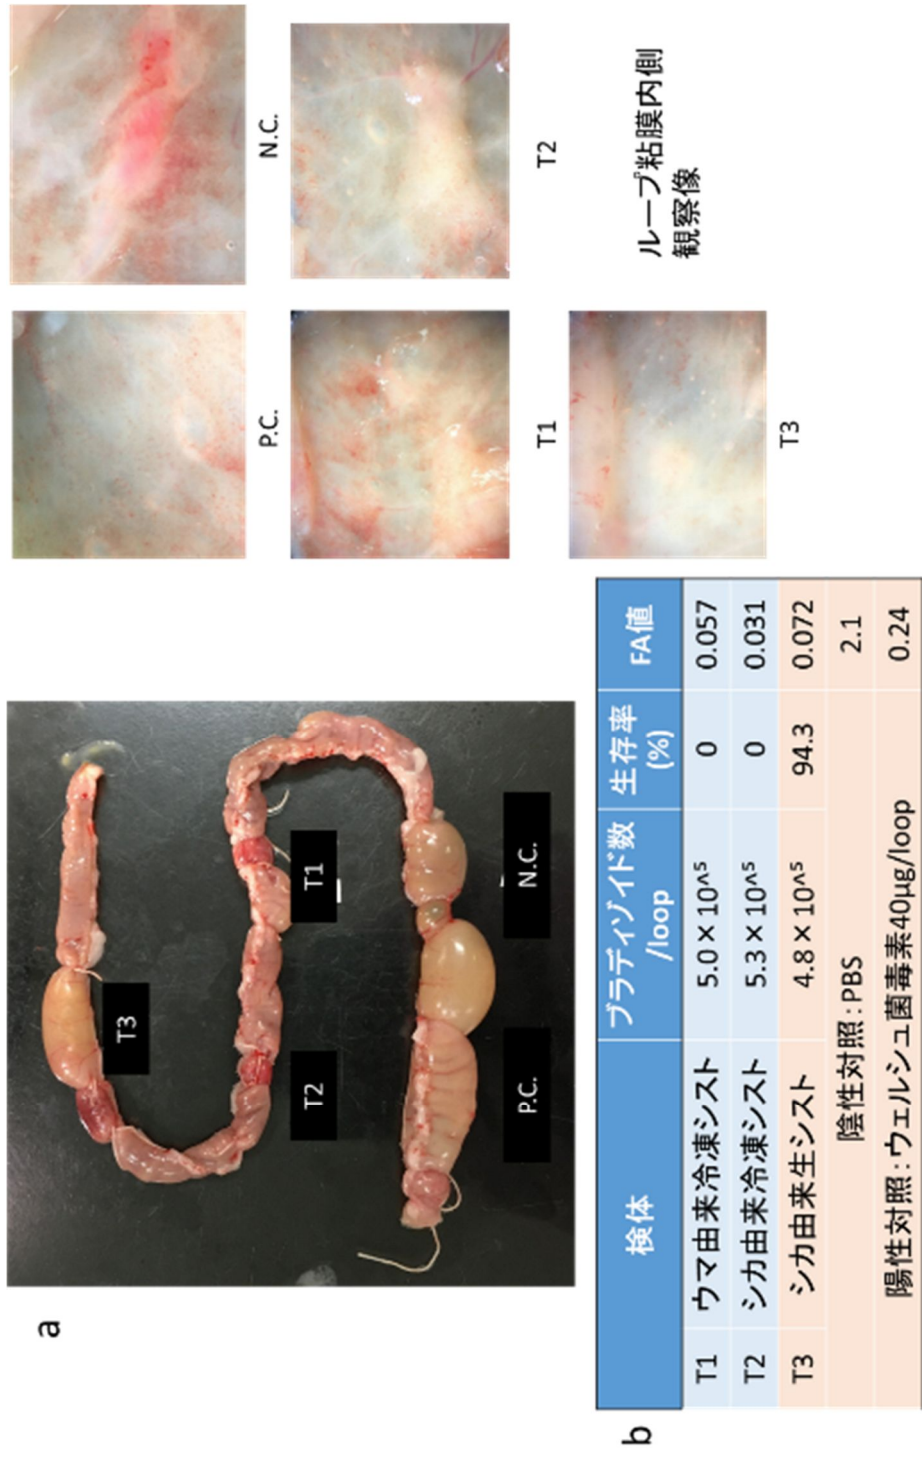 a
T3
T2
T1
P.C.
N.C.
P.C.
N.C.
T1
T2
T3
ループ粘膜内側
観察像
b
検体
ブラディゾイド数
/loop
生存率
(%)
FA値
T1 ウマ由来冷凍シスト 5.0×10^⁵ 0 0.057
T2 シカ由来冷凍シスト 5.3×10^⁵ 0 0.031
T3 シカ由来生シスト 4.8×10^⁵ 94.3 0.072
陰性対照:PBS 2.1
陽性対照:ウェルシュ菌毒素40μg/loop 0.24